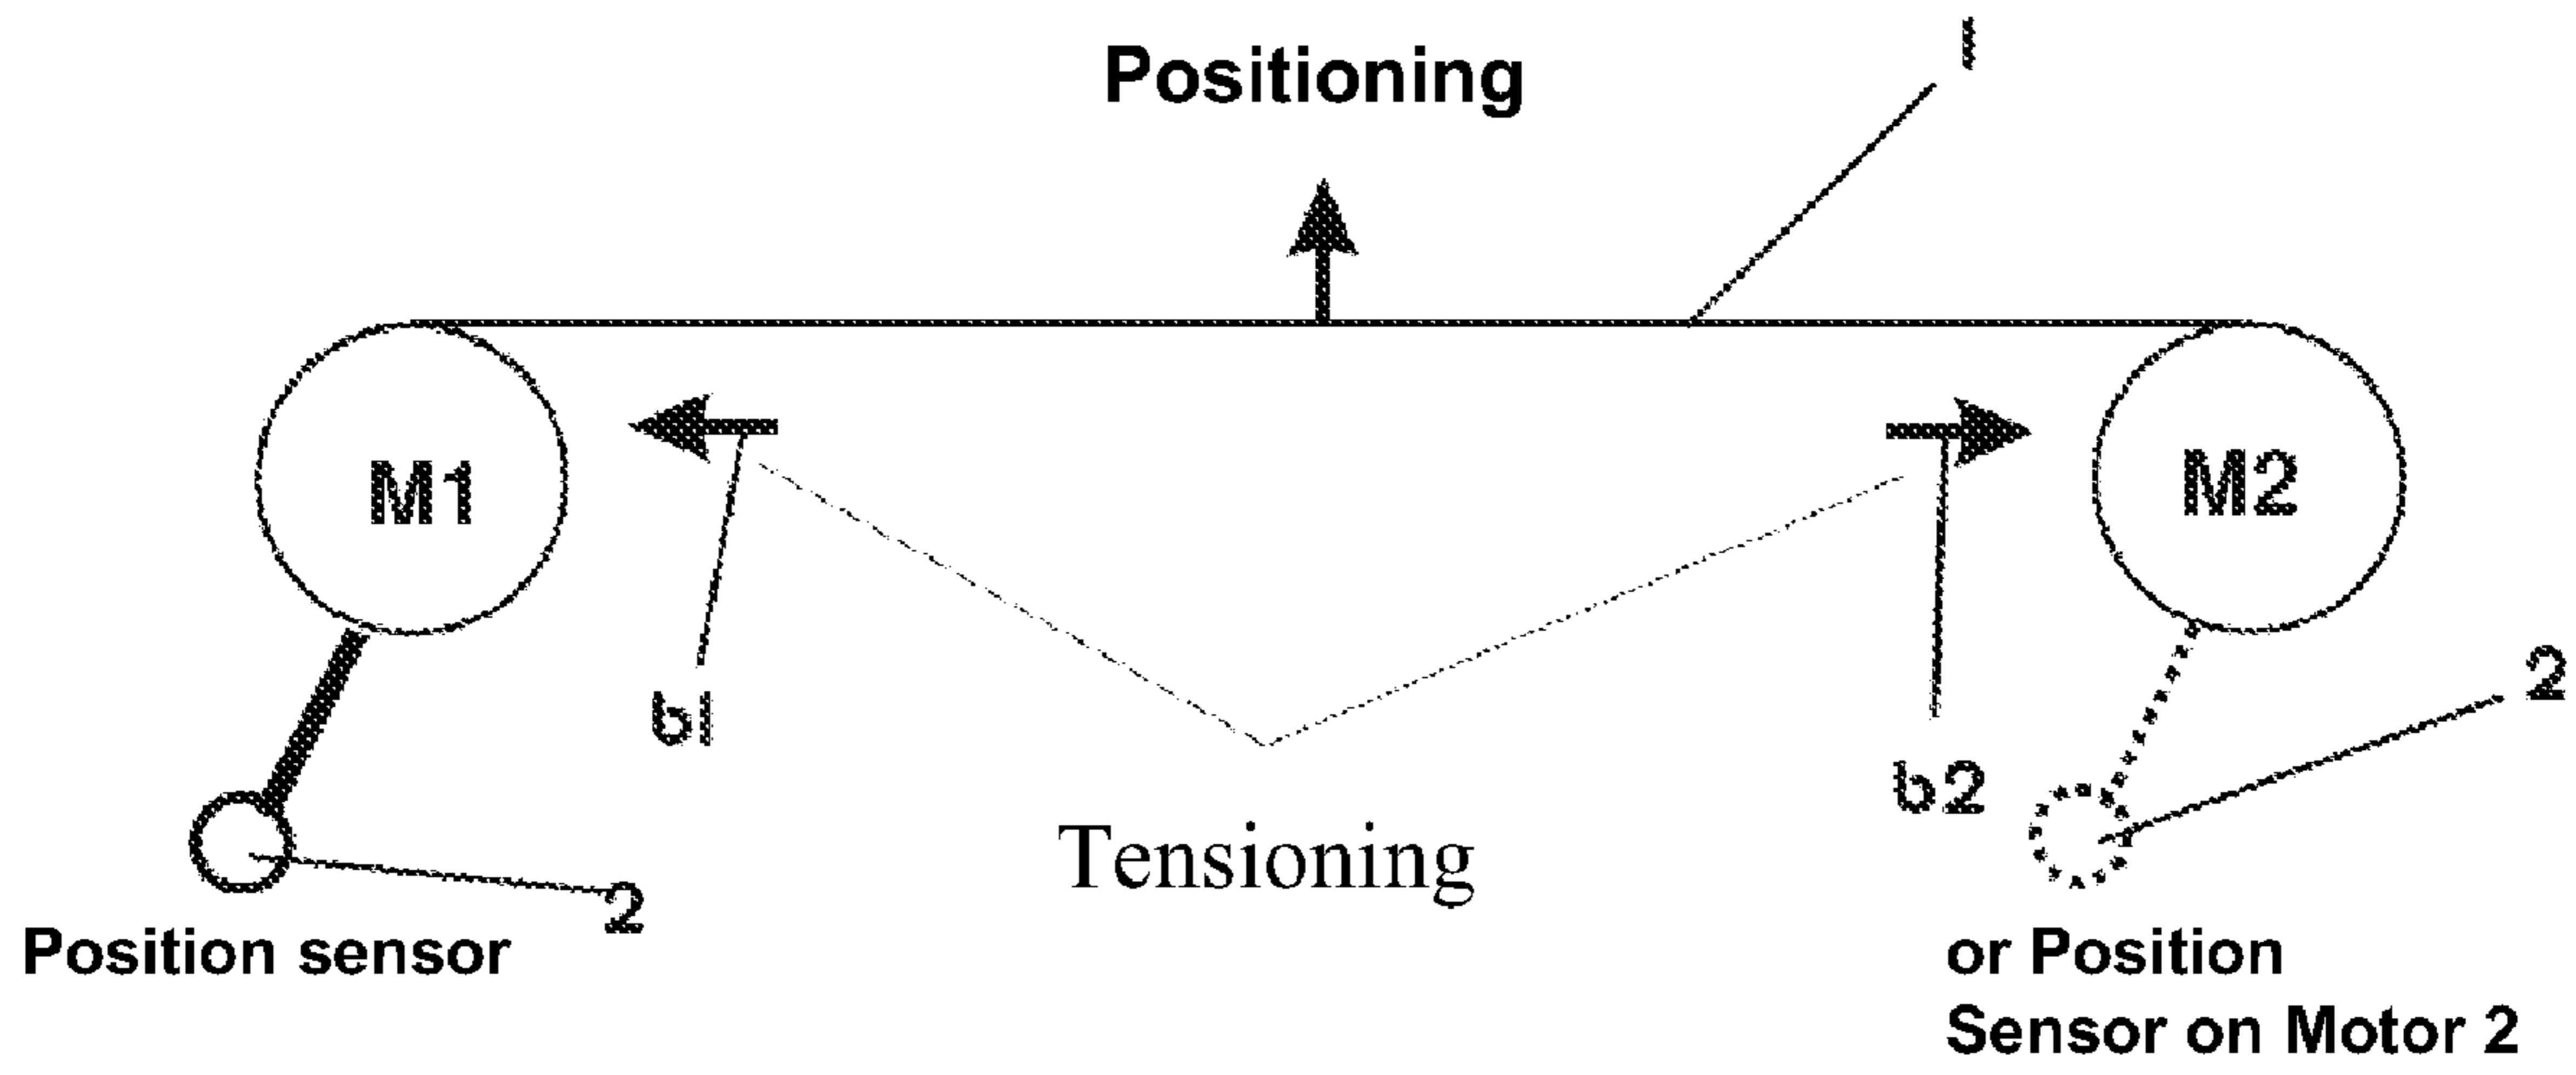 Positioning
1
M1
M2
b1
b2
2
Tensioning
2
Position sensor
or Position
Sensor on Motor 2